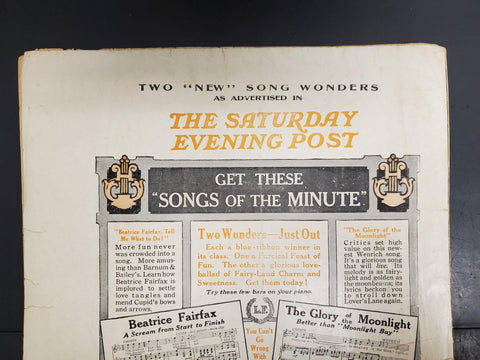 TWO "NEW" SONG WONDERS
AS ADVERTISED IN
THE SATURDAY
EVENING POST
GET THESE
"SONGS OF THE MINUTE"
"Beatrice Fairfax, Tell
Me What to Do!"
More fun never
was crowded into a
song. More amus-
ing than Barnum &
Bailey's. Learn how
Beatrice Fairfax is
implored to settle
love tangles and
mend Cupid's bows
and arrows.
Two Wonders—Just Out
Each a blue-ribbon winner in
its class. One a Farcical Feast of
Fun. The other a glorious love-
ballad of Fairy-Land Charm and
Sweetness. Get them today!
Try these few bars on your piano.
"The Glory of the
Moonlight"
Critics set high
value on this new-
est Wenrich song.
It's a glorious song
that will live. Its
melody is as fairy-
light and golden as
the moonbeams; its
lyrics beckon you
to stroll down
Lover's Lane again.
Beatrice Fairfax
A Scream from Start to Finish
L.F.
You Can't
Go
Wrong
With
The Glory of the Moonlight
Better than "Moonlight Bay"